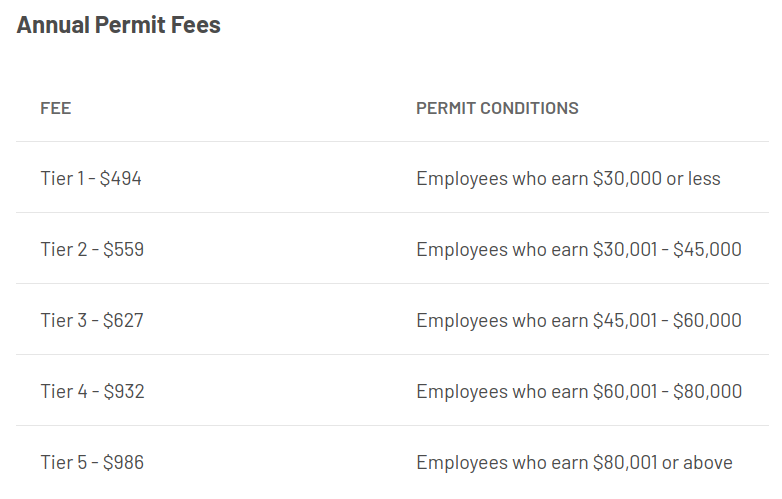 Annual Permit Fees
FEE PERMIT CONDITIONS
Tier 1 - $494 Employees who earn $30,000 or less
Tier 2 - $559 Employees who earn $30,001 - $45,000
Tier 3 - $627 Employees who earn $45,001 - $60,000
Tier 4 - $932 Employees who earn $60,001 - $80,000
Tier 5 - $986 Employees who earn $80,001 or above